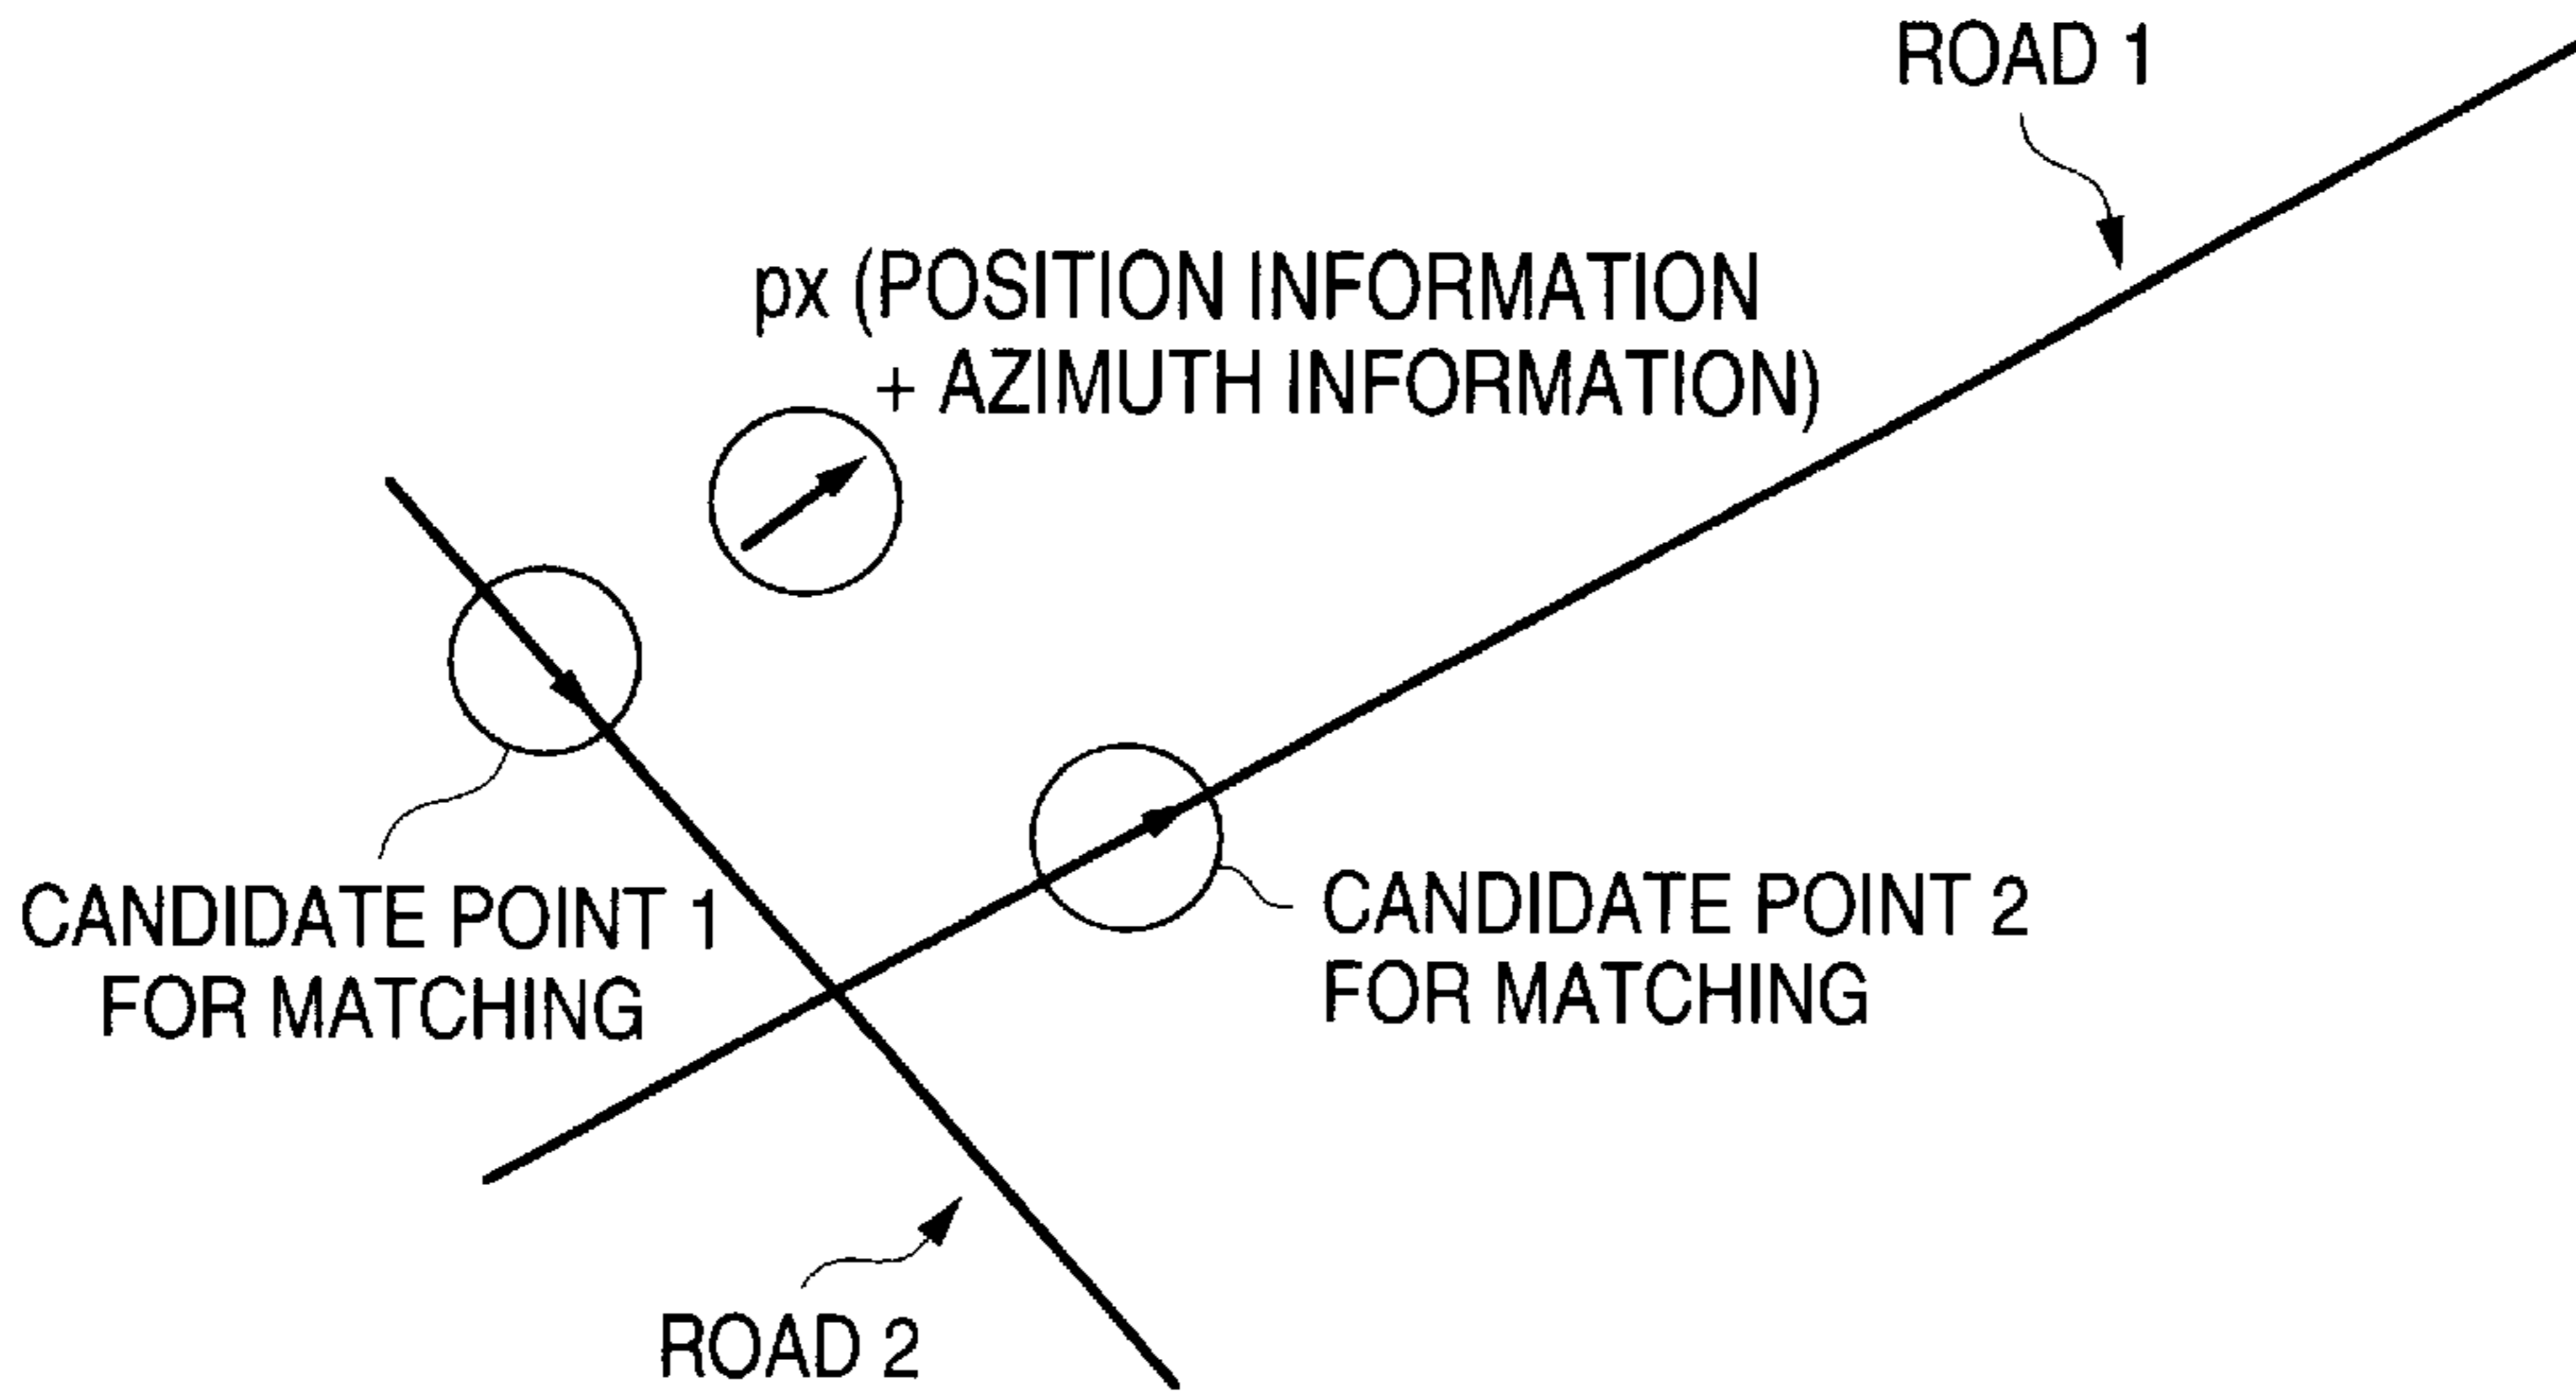 ROAD 1
px (POSITION INFORMATION
+ AZIMUTH INFORMATION)
CANDIDATE POINT 1
FOR MATCHING
CANDIDATE POINT 2
FOR MATCHING
ROAD 2